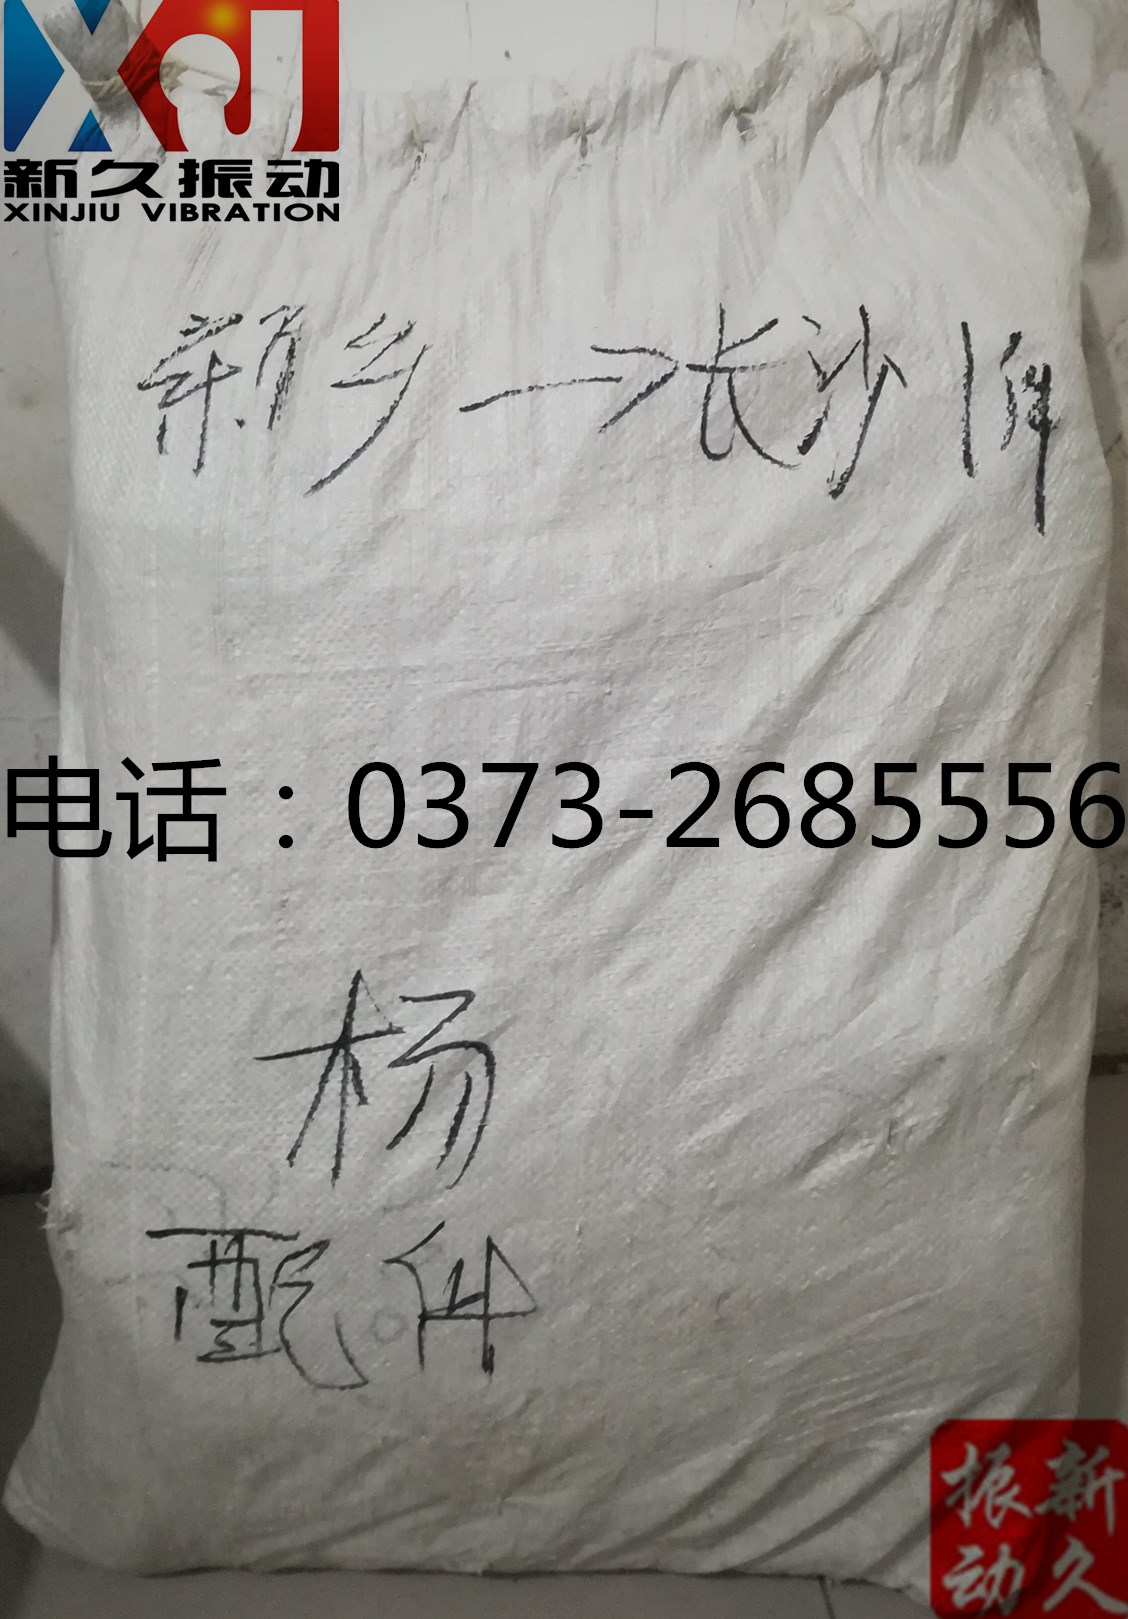 新久振动
XINJIU VIBRATION
新乡→长沙 1件
电话：0373-2685556
杨
配件
新久
振动